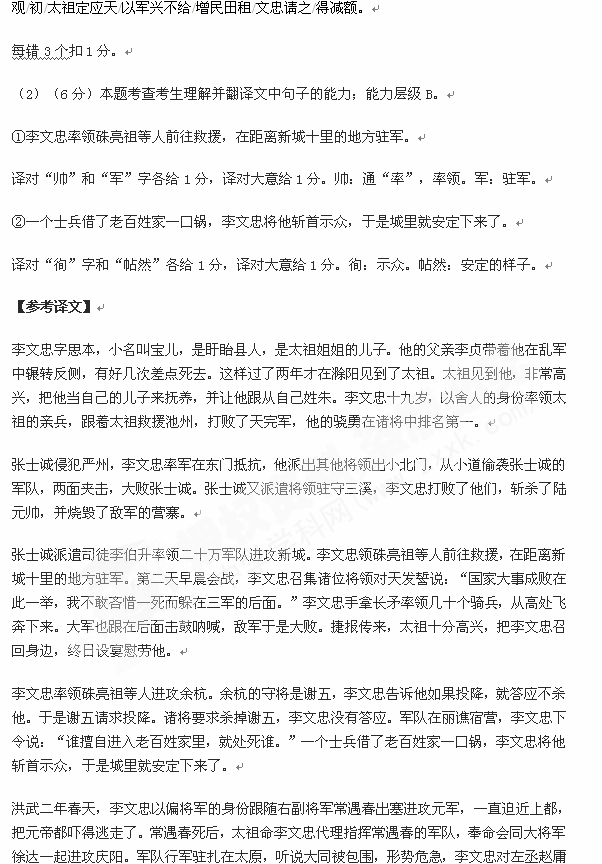 观/初/太祖定应天/以军兴不给/增民田租/文忠请之/得减额。
每错 3 个扣 1 分。
（2）（6 分）本题考查考生理解并翻译文中句子的能力；能力层级 B。
①李文忠率领硃亮祖等人前往救援，在距离新城十里的地方驻军。
译对“帅”和“军”字各给 1 分，译对大意给 1 分。帅：通“率”，率领。军：驻军。
②一个士兵借了老百姓家一口锅，李文忠将他斩首示众，于是城里就安定下来了。
译对“徇”字和“帖然”各给 1 分，译对大意给 1 分。徇：示众。帖然：安定的样子。
【参考译文】
李文忠字思本，小名叫宝儿，是盱眙县人，是太祖姐姐的儿子。他的父亲李贞带着他在乱军
中辗转反侧，有好几次差点死去。这样过了两年才在滁阳见到了太祖。太祖见到他，非常高
兴，把他当自己的儿子来抚养，并让他跟从自己姓朱。李文忠十九岁，以舍人的身份率领太
祖的亲兵，跟着太祖救援池州，打败了天完军，他的骁勇在诸将中排名第一。
张士诚侵犯严州，李文忠率军在东门抵抗，他派出其他将领出小北门，从小道偷袭张士诚的
军队，两面夹击，大败张士诚。张士诚又派遣将领驻守三溪，李文忠打败了他们，斩杀了陆
元帅，并烧毁了敌军的营寨。
张士诚派遣司徒李伯升率领二十万军队进攻新城。李文忠领硃亮祖等人前往救援，在距离新
城十里的地方驻军。第二天早晨会战，李文忠召集诸位将领对天发誓说：“国家大事成败在
此一举，我不敢吝惜一死而躲在三军的后面。”李文忠手拿长矛率领几十个骑兵，从高处飞
奔下来。大军也跟在后面击鼓呐喊，敌军于是大败。捷报传来，太祖十分高兴，把李文忠召
回身边，终日设宴慰劳他。
李文忠率领硃亮祖等人进攻余杭。余杭的守将是谢五，李文忠告诉他如果投降，就答应不杀
他。于是谢五请求投降。诸将要求杀掉谢五，李文忠没有答应。军队在丽谯宿营，李文忠下
令说：“谁擅自进入老百姓家里，就处死谁。”一个士兵借了老百姓家一口锅，李文忠将他
斩首示众，于是城里就安定下来了。
洪武二年春天，李文忠以偏将军的身份跟随右副将军常遇春出塞进攻元军，一直迫近上都，
把元帝都吓得逃走了。常遇春死后，太祖命李文忠代理指挥常遇春的军队，奉命会同大将军
徐达一起进攻庆阳。军队行军驻扎在太原，听说大同被包围，形势危急，李文忠对左丞赵庸